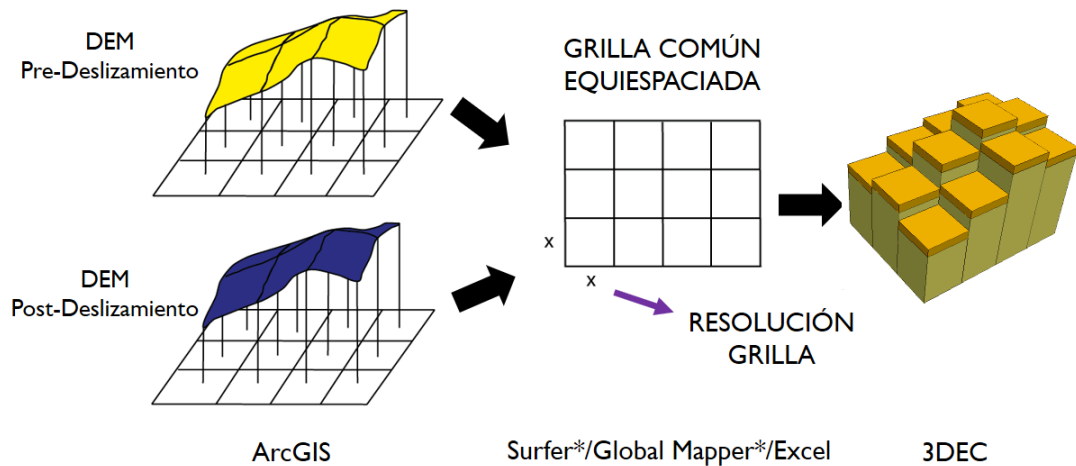 DEM
Pre-Deslizamiento
GRILLA COMÚN
EQUIESPACIADA
DEM
Post-Deslizamiento
x
x
RESOLUCIÓN
GRILLA
ArcGIS
Surfer*/Global Mapper*/Excel
3DEC